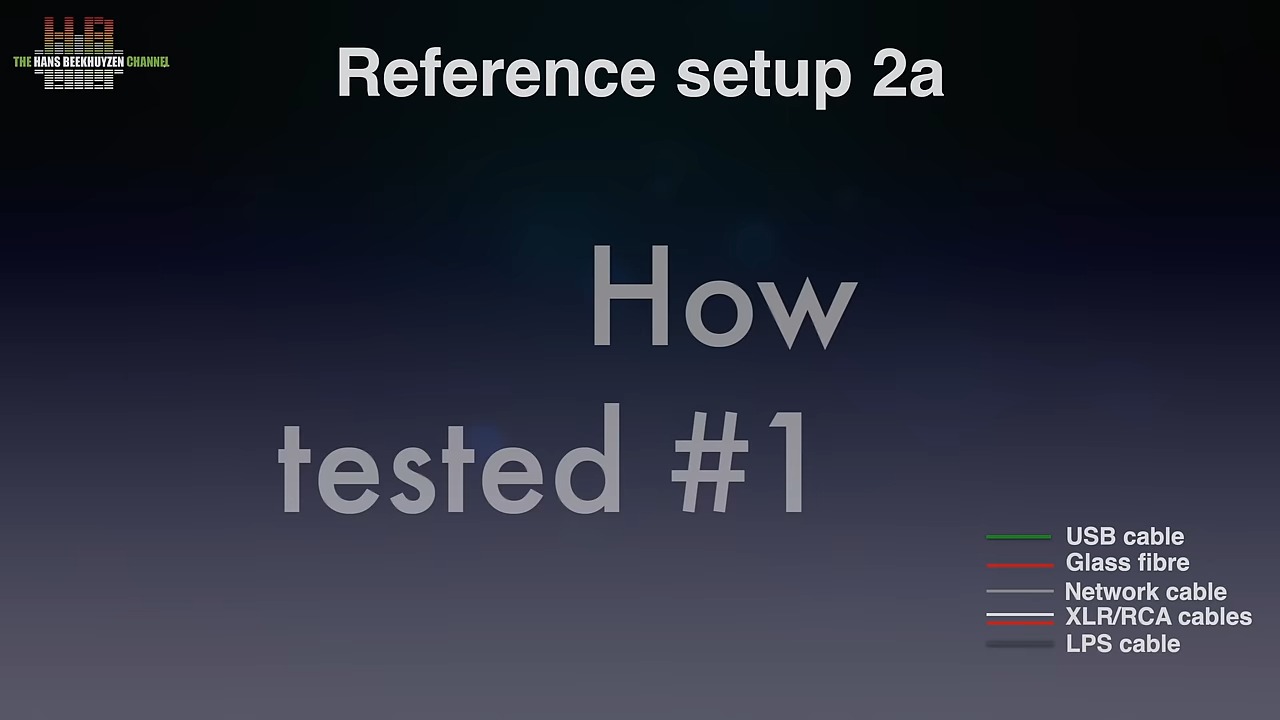 THE HANS BEEKHUYZEN CHANNEL
Reference setup 2a
How
tested #1
USB cable
Glass fibre
Network cable
XLR/RCA cables
LPS cable